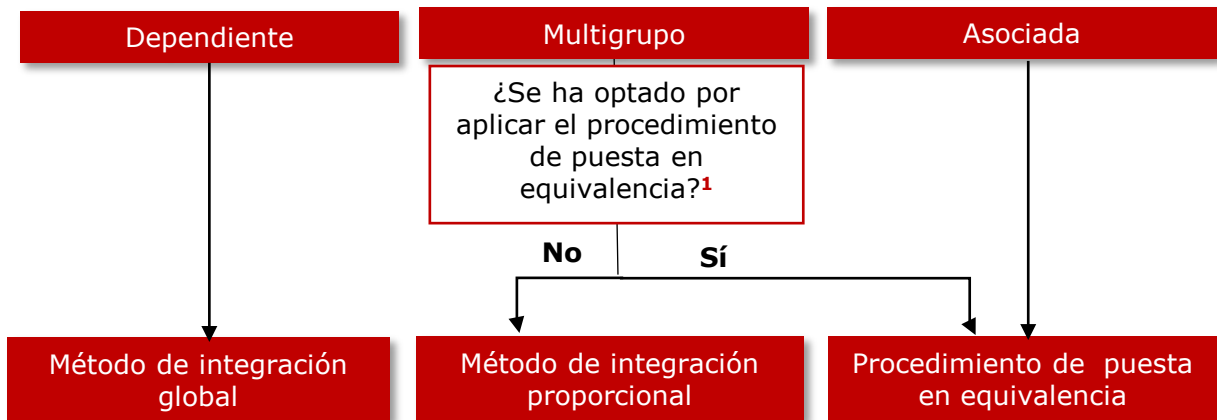 Dependiente
Multigrupo
Asociada
¿Se ha optado por
aplicar el procedimiento
de puesta en
equivalencia?1
No
Sí
Método de integración
global
Método de integración
proporcional
Procedimiento de puesta
en equivalencia